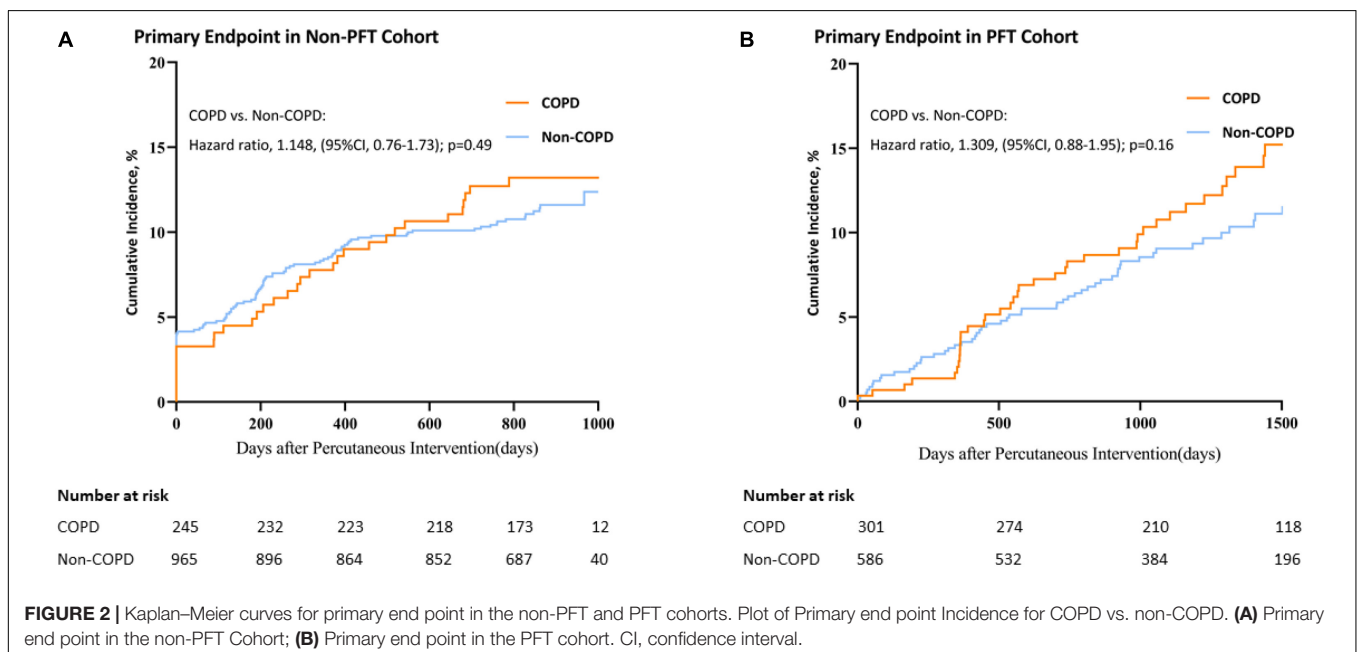 A
Primary Endpoint in Non-PFT Cohort
20
15
10
5
0
Cumulative Incidence, %
COPD vs. Non-COPD:
Hazard ratio, 1.148, (95%CI, 0.76-1.73); p=0.49
COPD
Non-COPD
0 200 400 600 800 1000
Days after Percutaneous Intervention(days)
Number at risk
COPD 245 232 223 218 173 12
Non-COPD 965 896 864 852 687 40
B
Primary Endpoint in PFT Cohort
20
15
10
5
0
Cumulative Incidence, %
COPD vs. Non-COPD:
Hazard ratio, 1.309, (95%CI, 0.88-1.95); p=0.16
COPD
Non-COPD
0 500 1000 1500
Days after Percutaneous Intervention(days)
Number at risk
COPD 301 274 210 118
Non-COPD 586 532 384 196
FIGURE 2 | Kaplan–Meier curves for primary end point in the non-PFT and PFT cohorts. Plot of Primary end point Incidence for COPD vs. non-COPD. (A) Primary
end point in the non-PFT Cohort; (B) Primary end point in the PFT cohort. CI, confidence interval.